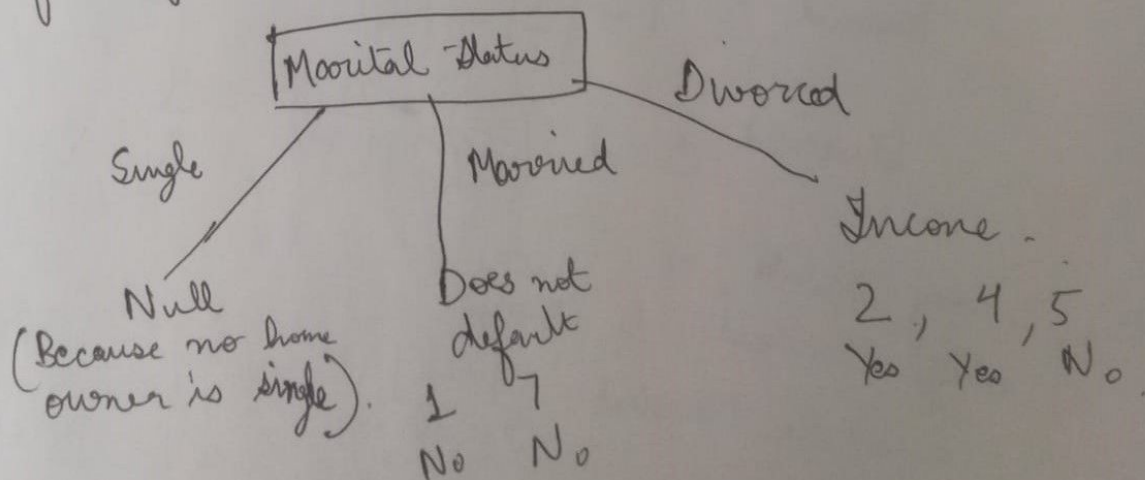 Marital Status
Divorced
Single
Married
Income.
Null
(Because no home
owner is single).
Does not
default
1 7
No No
2, 4, 5
Yes Yes No.